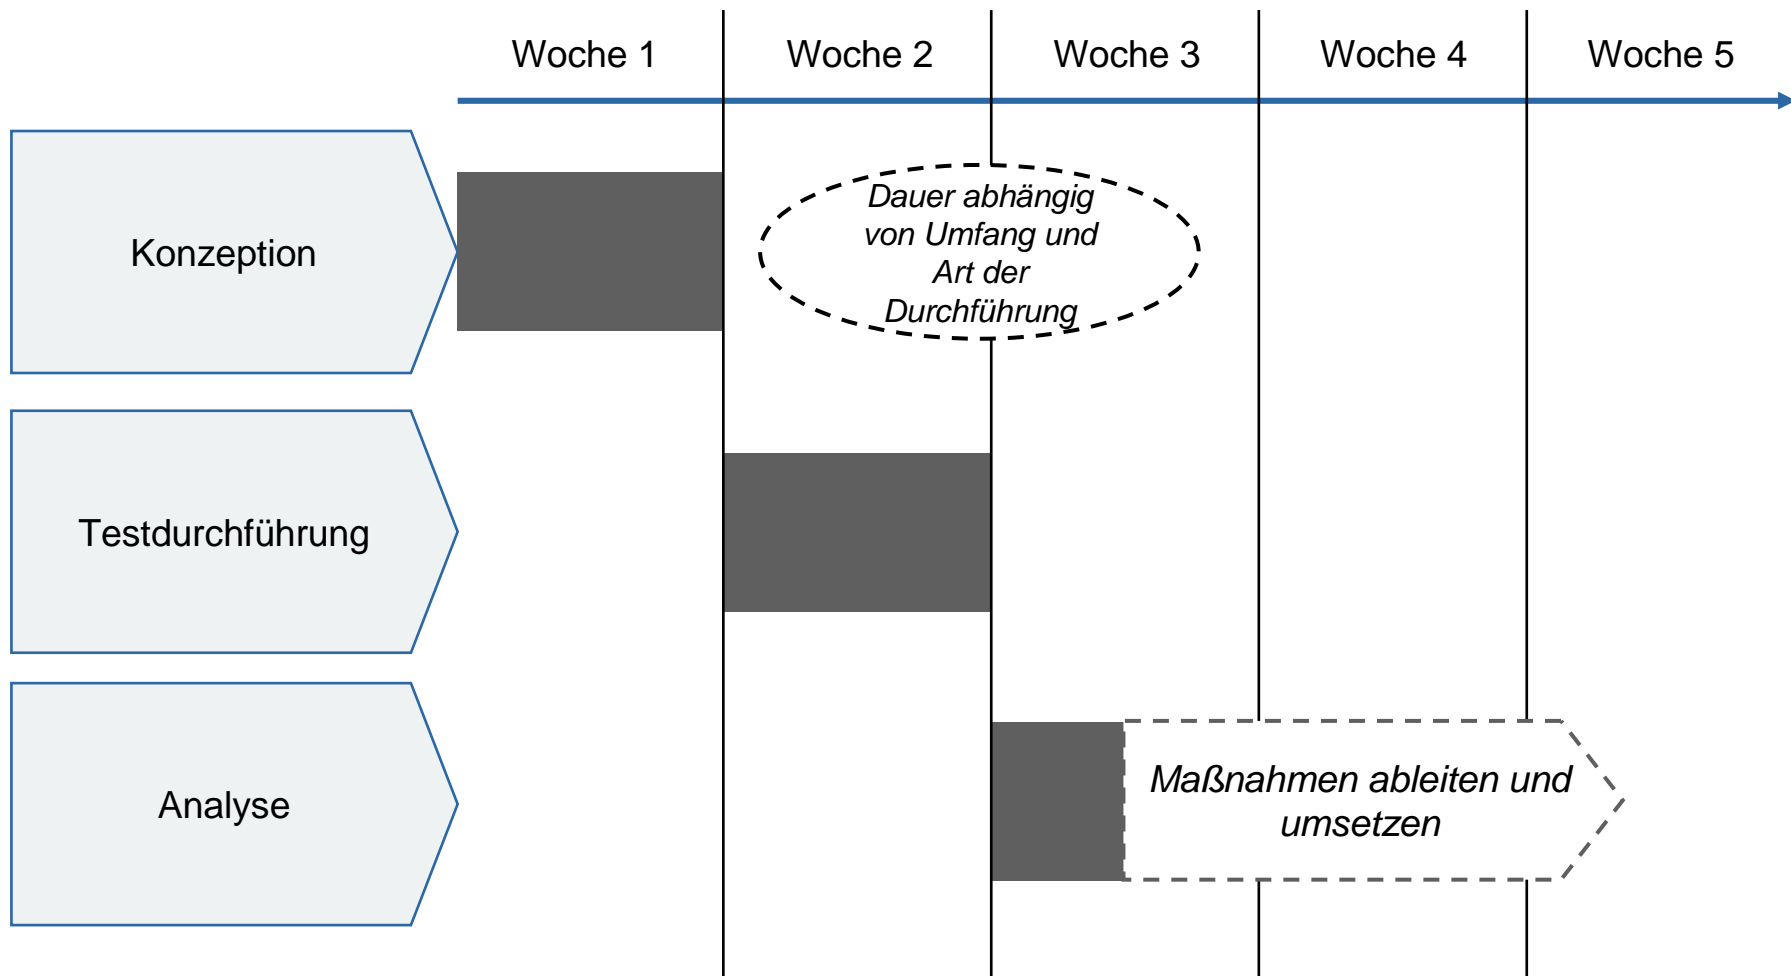 Woche 1
Woche 2
Woche 3
Woche 4
Woche 5
Konzeption
Dauer abhängig
von Umfang und
Art der
Durchführung
Testdurchführung
Analyse
Maßnahmen ableiten und
umsetzen